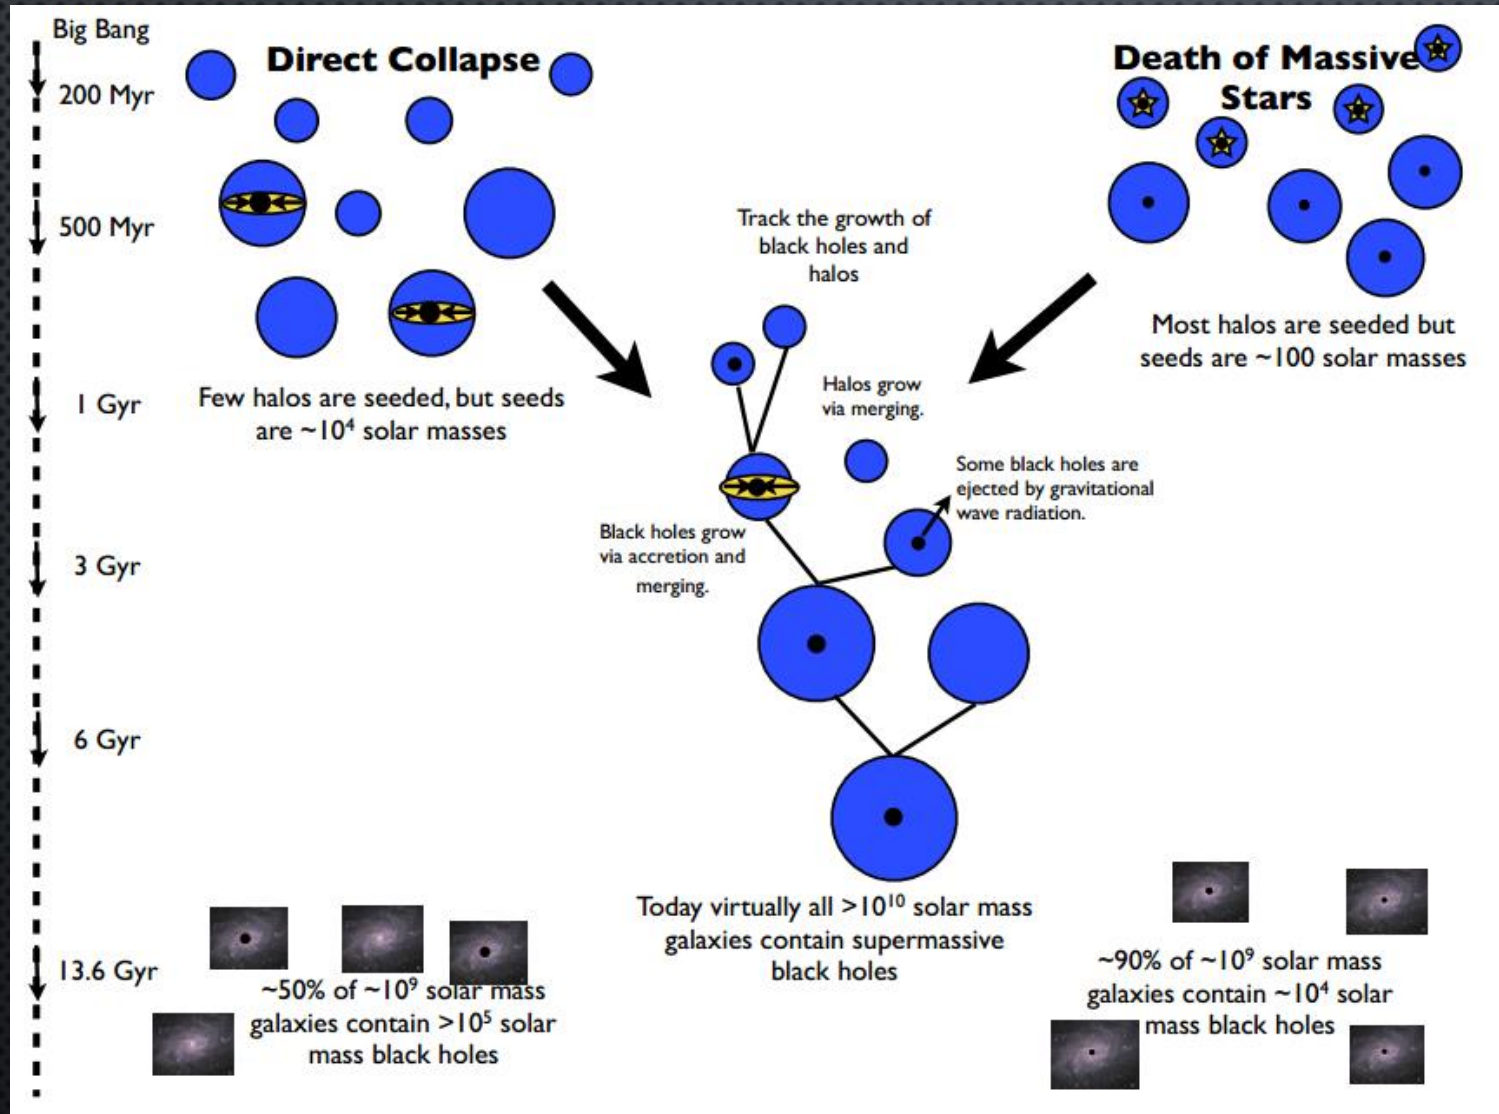 Big Bang
200 Myr
500 Myr
1 Gyr
3 Gyr
6 Gyr
13.6 Gyr
Direct Collapse
Few halos are seeded, but seeds
are ~10⁴ solar masses
Death of Massive
Stars
Most halos are seeded but
seeds are ~100 solar masses
Track the growth of
black holes and
halos
Halos grow
via merging.
Some black holes are
ejected by gravitational
wave radiation.
Black holes grow
via accretion and
merging.
~50% of ~10⁹ solar mass
galaxies contain >10⁵ solar
mass black holes
Today virtually all >10¹⁰ solar mass
galaxies contain supermassive
black holes
~90% of ~10⁹ solar mass
galaxies contain ~10⁴ solar
mass black holes